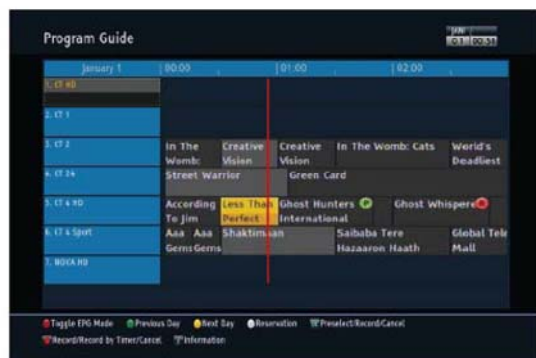 Program Guide
JAN
01 00:51
January 1 00:00 01:00 02:00
1. CT HD
2. CT 1
3. CT 2 In The Womb: Creative Vision Creative Vision In The Womb: Cats World's Deadliest
4. CT 24 Street Warrior Green Card
5. CT 4 HD According To Jim Less Than Perfect Ghost Hunters International Ghost Whispere
6. CT 4 Sport Aaa Gems Aaa Gems Shaktimaan Saibaba Tere Hazaaron Haath Global Tele Mall
7. NOVA HD
Toggle EPG Mode Previous Day Next Day Reservation Preselect/Record/Cancel
Record/Record by Timer/Cancel Information